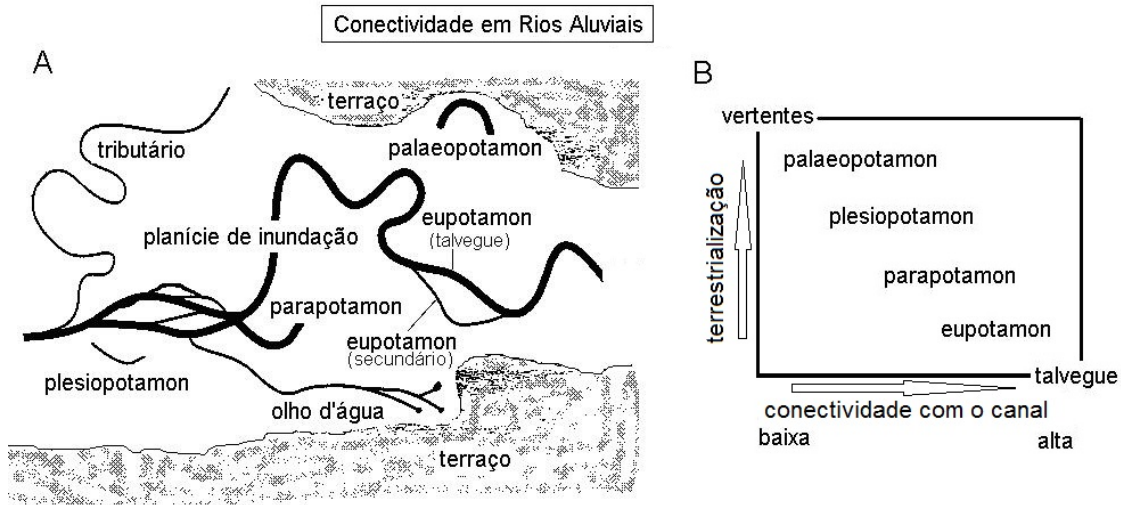 Conectividade em Rios Aluviais
A
terraço
tributário
palaeopotamon
eupotamon
(talvegue)
planície de inundação
parapotamon
eupotamon
(secundário)
plesiopotamon
olho d'água
terraço
B
vertentes
palaeopotamon
plesiopotamon
parapotamon
eupotamon
terrestrialização
talvegue
conectividade com o canal
baixa
alta